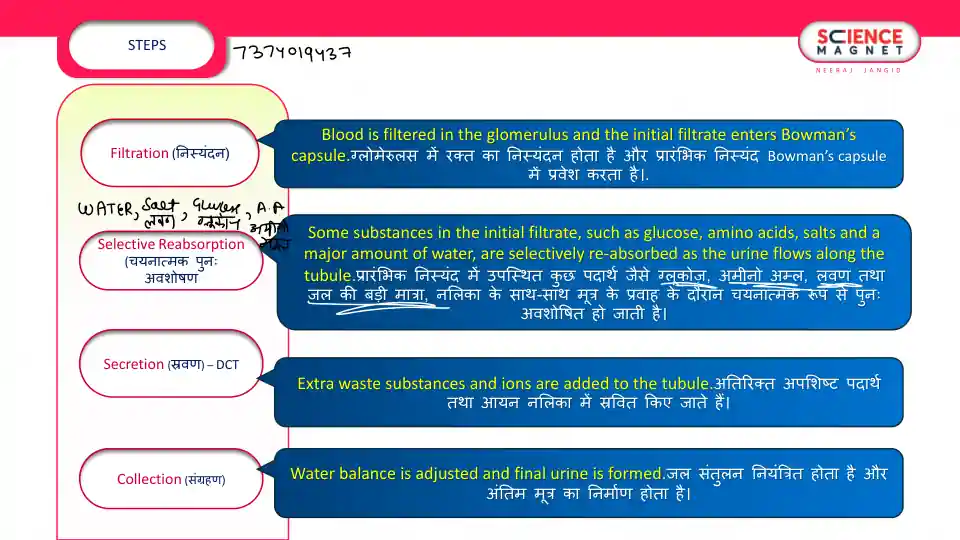 STEPS
7374019437
SCIENCE
MAGNET
NEERAJ JANGID
Filtration (निस्यंदन)
Blood is filtered in the glomerulus and the initial filtrate enters Bowman's
capsule.ग्लोमेरुलस में रक्त का निस्यंदन होता है और प्रारंभिक निस्यंद Bowman's capsule
में प्रवेश करता है।.
WATER, Salt, Glucose, A.A
लवण ग्लूकोज अमीनो
Selective Reabsorption
(चयनात्मक पुनः
अवशोषण
Some substances in the initial filtrate, such as glucose, amino acids, salts and a
major amount of water, are selectively re-absorbed as the urine flows along the
tubule.प्रारंभिक निस्यंद में उपस्थित कुछ पदार्थ जैसे ग्लूकोज, अमीनो अम्ल, लवण तथा
जल की बड़ी मात्रा, नलिका के साथ-साथ मूत्र के प्रवाह के दौरान चयनात्मक रूप से पुनः
अवशोषित हो जाती है।
Secretion (स्रवण) – DCT
Extra waste substances and ions are added to the tubule.अतिरिक्त अपशिष्ट पदार्थ
तथा आयन नलिका में स्रवित किए जाते हैं।
Collection (संग्रहण)
Water balance is adjusted and final urine is formed.जल संतुलन नियंत्रित होता है और
अंतिम मूत्र का निर्माण होता है।